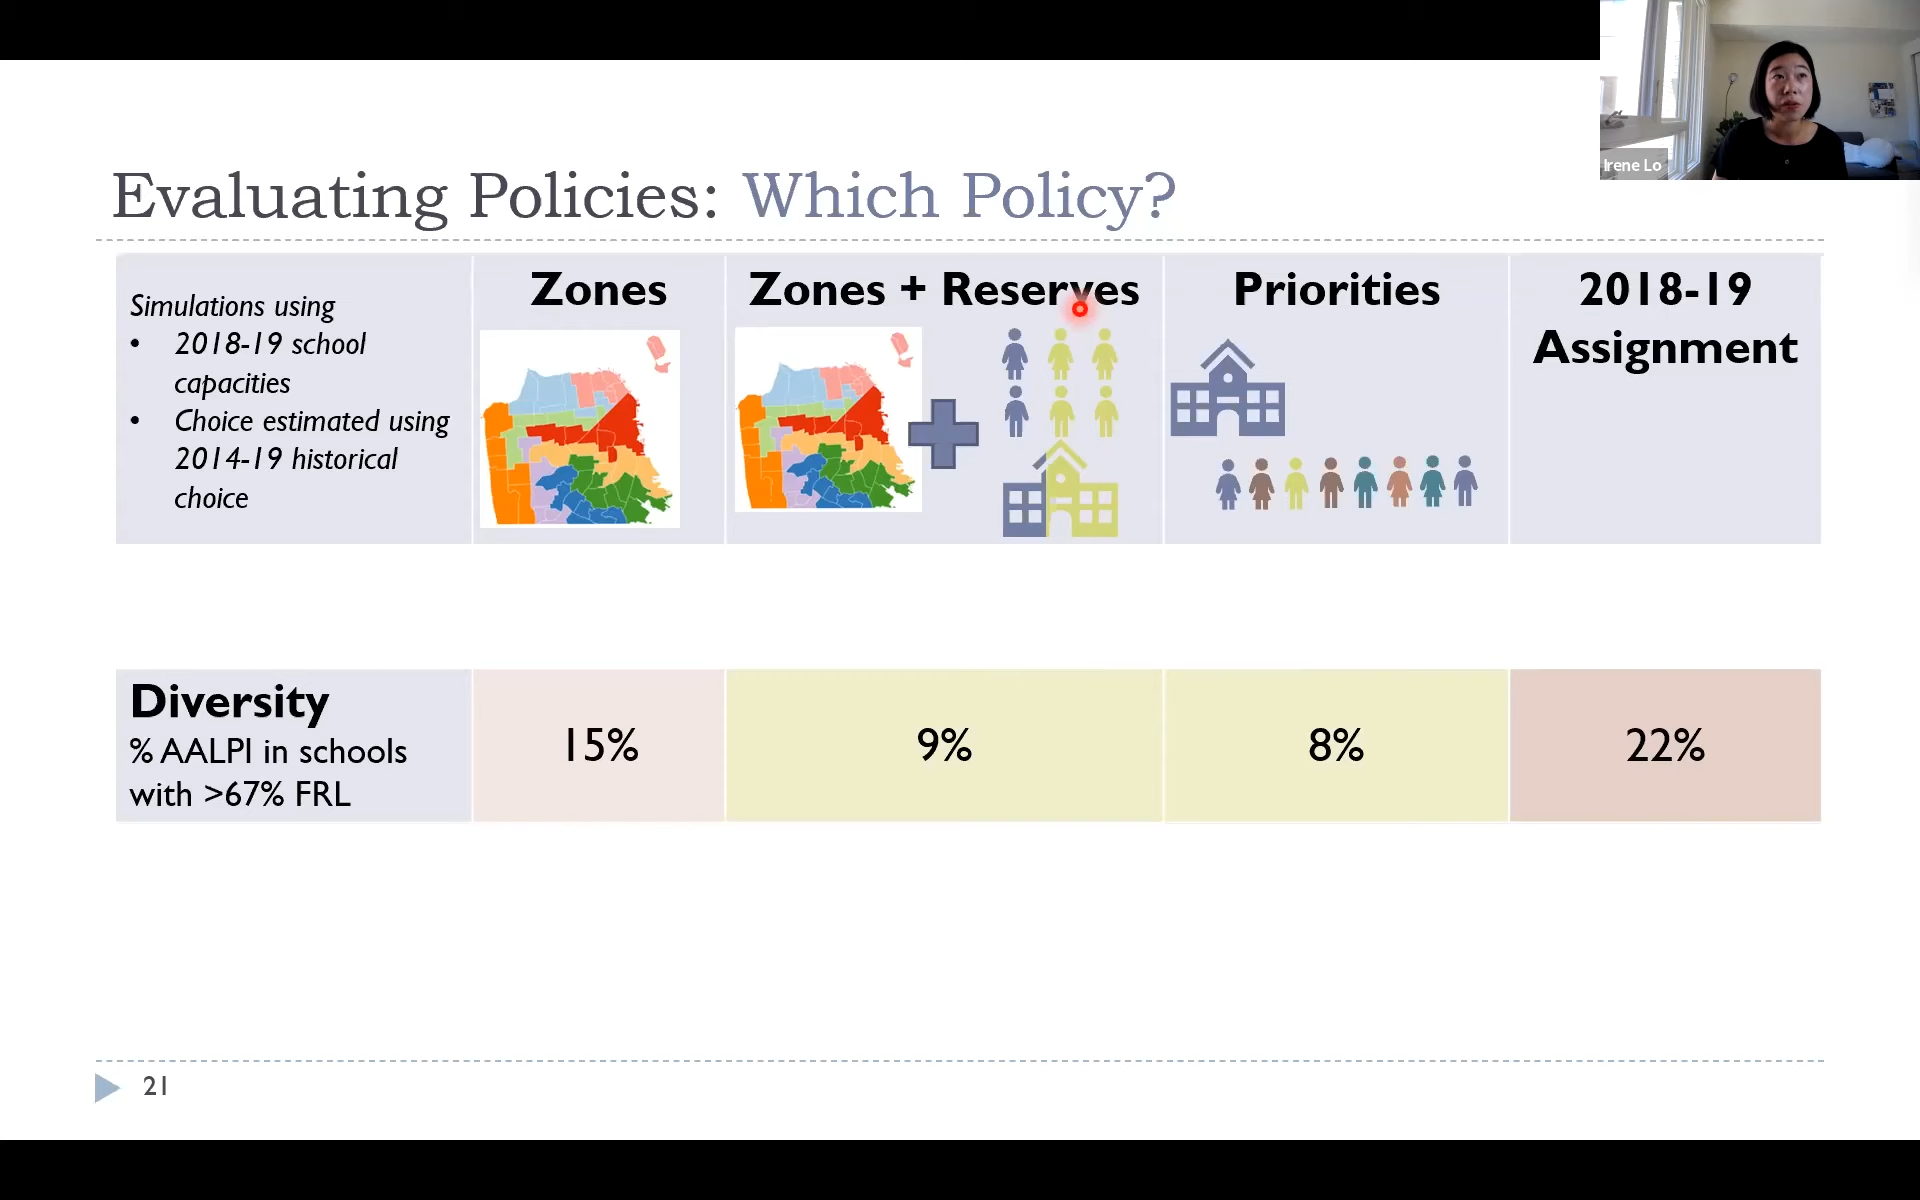 Irene Lo
Evaluating Policies: Which Policy?
Simulations using
• 2018-19 school
capacities
• Choice estimated using
2014-19 historical
choice
Zones
Zones + Reserves
Priorities
2018-19
Assignment
Diversity
% AALPI in schools
with >67% FRL
15%
9%
8%
22%
21